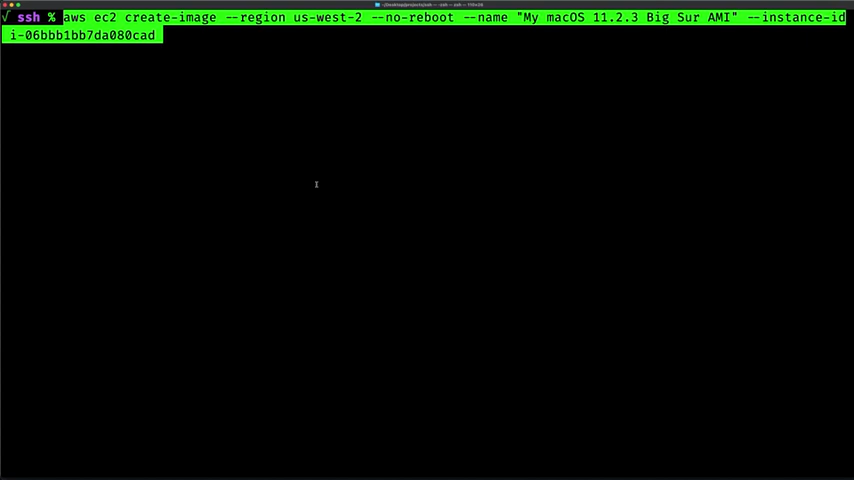 √ ssh % aws ec2 create-image --region us-west-2 --no-reboot --name "My macOS 11.2.3 Big Sur AMI" --instance-id
i-06bbb1bb7da080cad